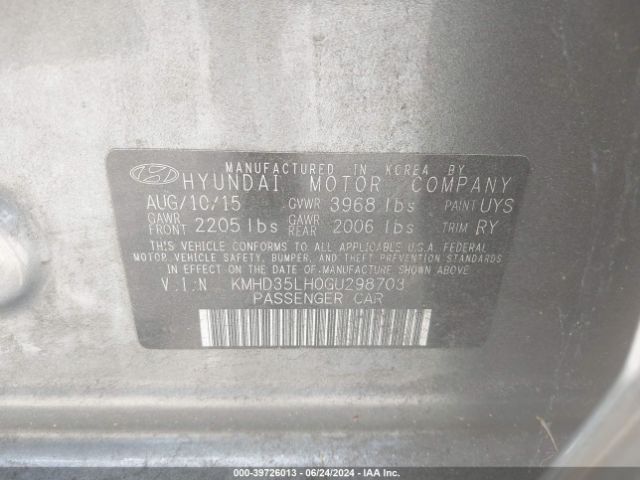 MANUFACTURED IN KOREA BY
HYUNDAI MOTOR COMPANY
AUG/10/15 GVWR 3968 lbs PAINT UYS
GAWR FRONT 2205 lbs GAWR REAR 2006 lbs TRIM RY
THIS VEHICLE CONFORMS TO ALL APPLICABLE U.S.A. FEDERAL
MOTOR VEHICLE SAFETY, BUMPER, AND THEFT PREVENTION STANDARDS
IN EFFECT ON THE DATE OF MANUFACTURE SHOWN ABOVE
V.I.N KMHD35LH0GU298703
PASSENGER CAR
000-39726013 - 06/24/2024 - IAA Inc.